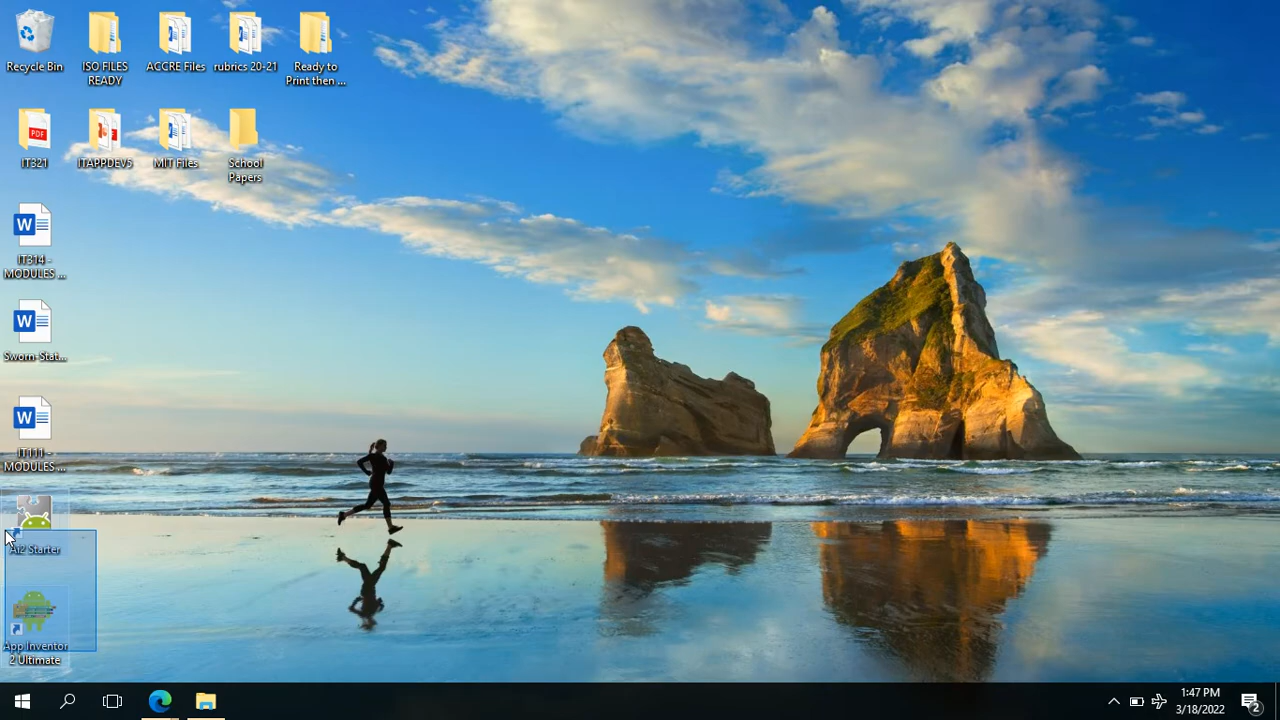 Recycle Bin
ISO FILES
READY
ACCRE Files
rubrics 20-21
Ready to
Print then ...
PDF
IT321
ITAPPDEV5
MIT Files
School
Papers
W
IT314 -
MODULES ...
W
Sworn-Stat...
W
IT111 -
MODULES ...
Ai2 Starter
App Inventor
2 Ultimate
1:47 PM
3/18/2022
2